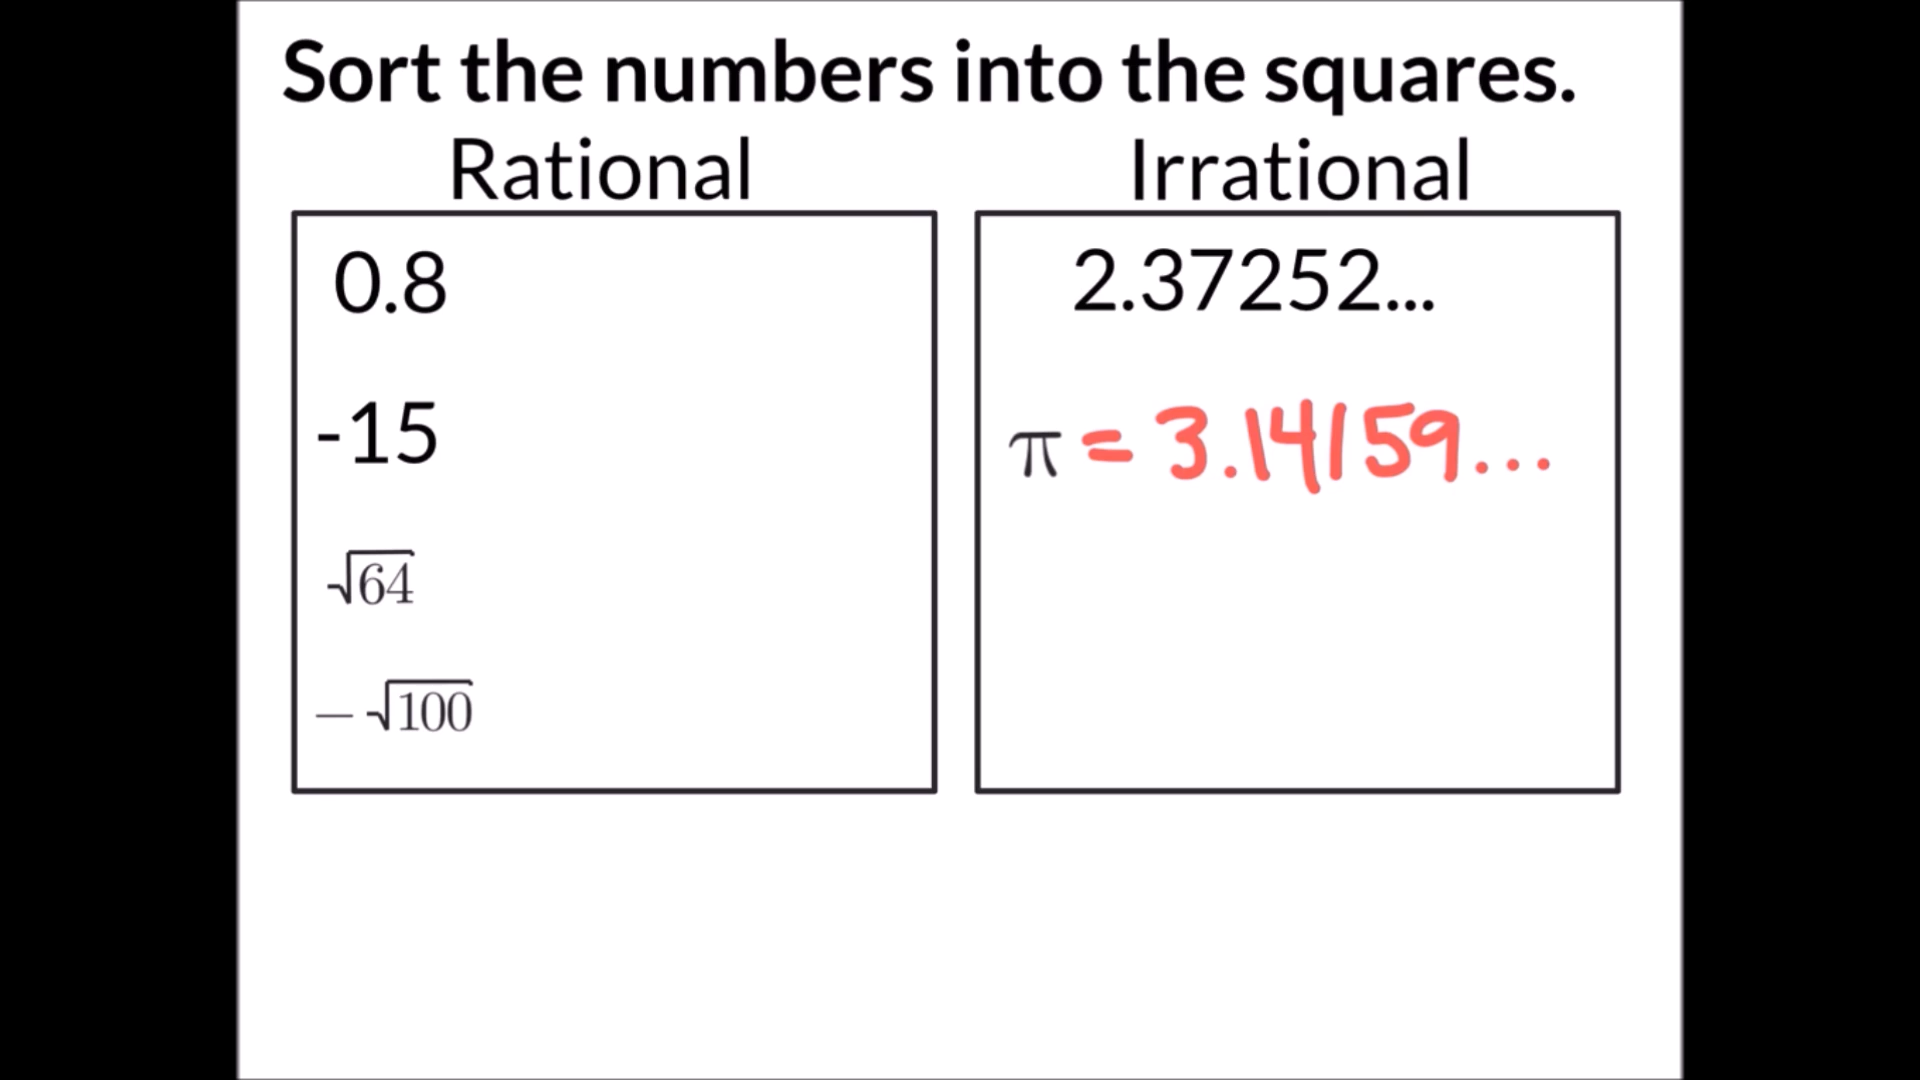 Sort the numbers into the squares.
Rational
Irrational
0.8
-15
√64
−√100
2.37252...
π = 3.14159...